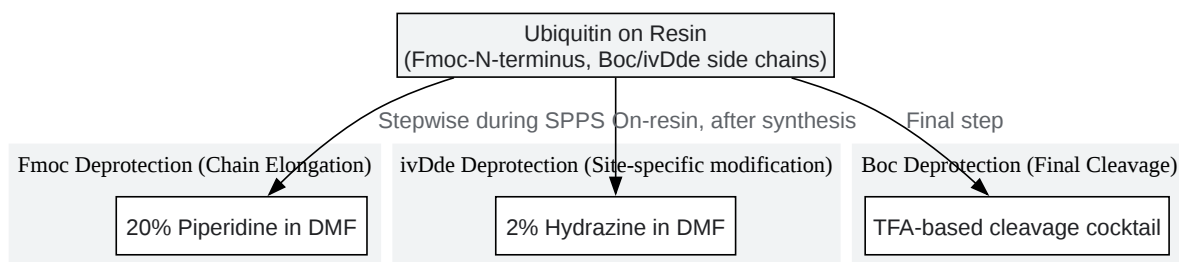 Ubiquitin on Resin
(Fmoc-N-terminus, Boc/ivDde side chains)
Stepwise during SPPS
On-resin, after synthesis
Final step
Fmoc Deprotection (Chain Elongation)
ivDde Deprotection (Site-specific modification)
Boc Deprotection (Final Cleavage)
20% Piperidine in DMF
2% Hydrazine in DMF
TFA-based cleavage cocktail